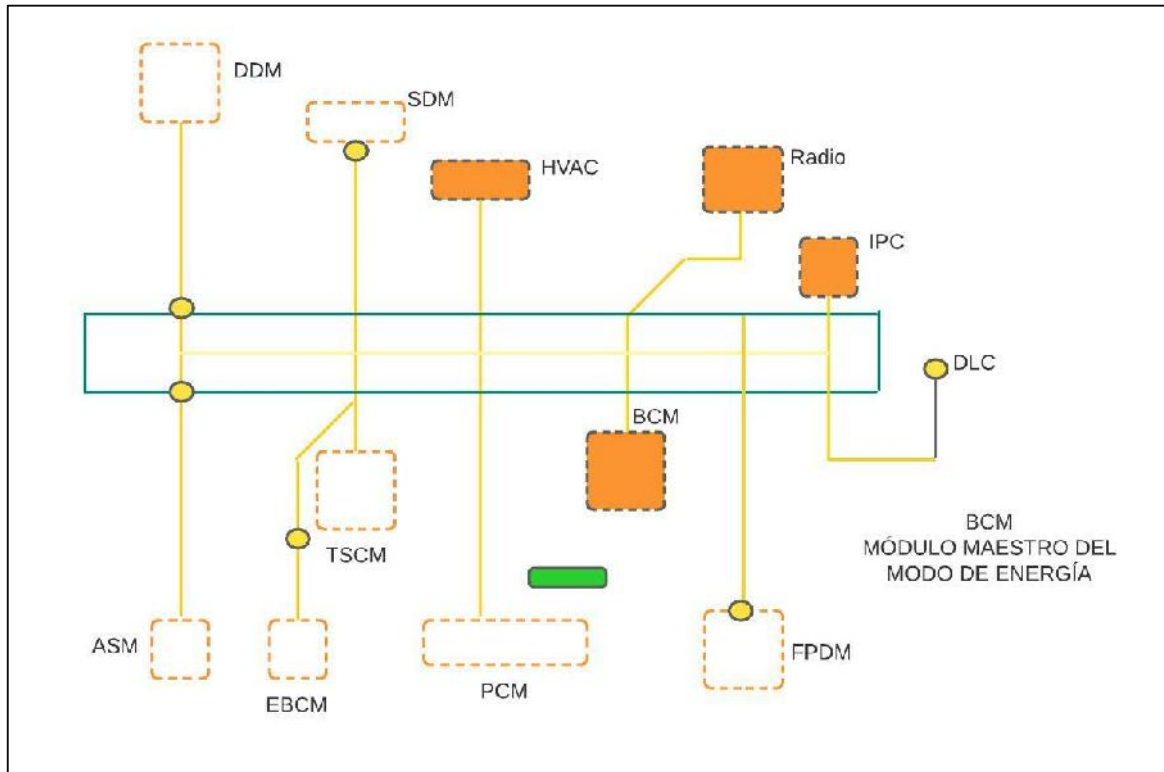 DDM
SDM
HVAC
Radio
IPC
DLC
BCM
TSCM
BCM
MÓDULO MAESTRO DEL
MODO DE ENERGÍA
ASM
EBCM
PCM
FPDM